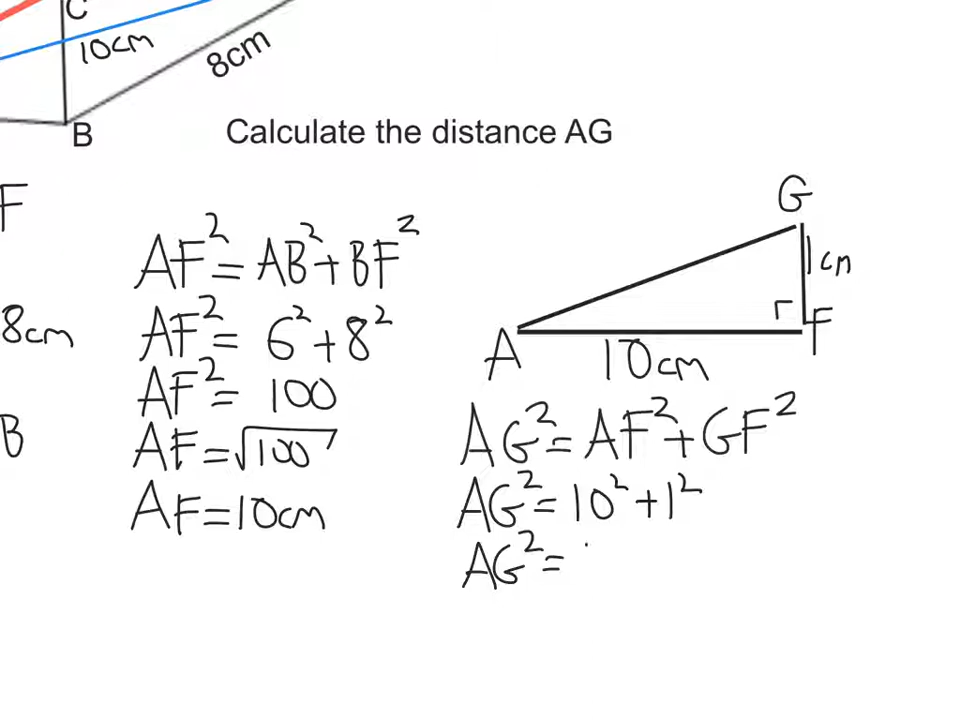 C
10cm
8cm
B
Calculate the distance AG
F
8cm
B
AF²=AB²+BF²
AF²= 6²+8²
AF²= 100
AF=√100
AF=10cm
G
1cm
F
A
10cm
AG²=AF²+GF²
AG²=10²+1²
AG²=